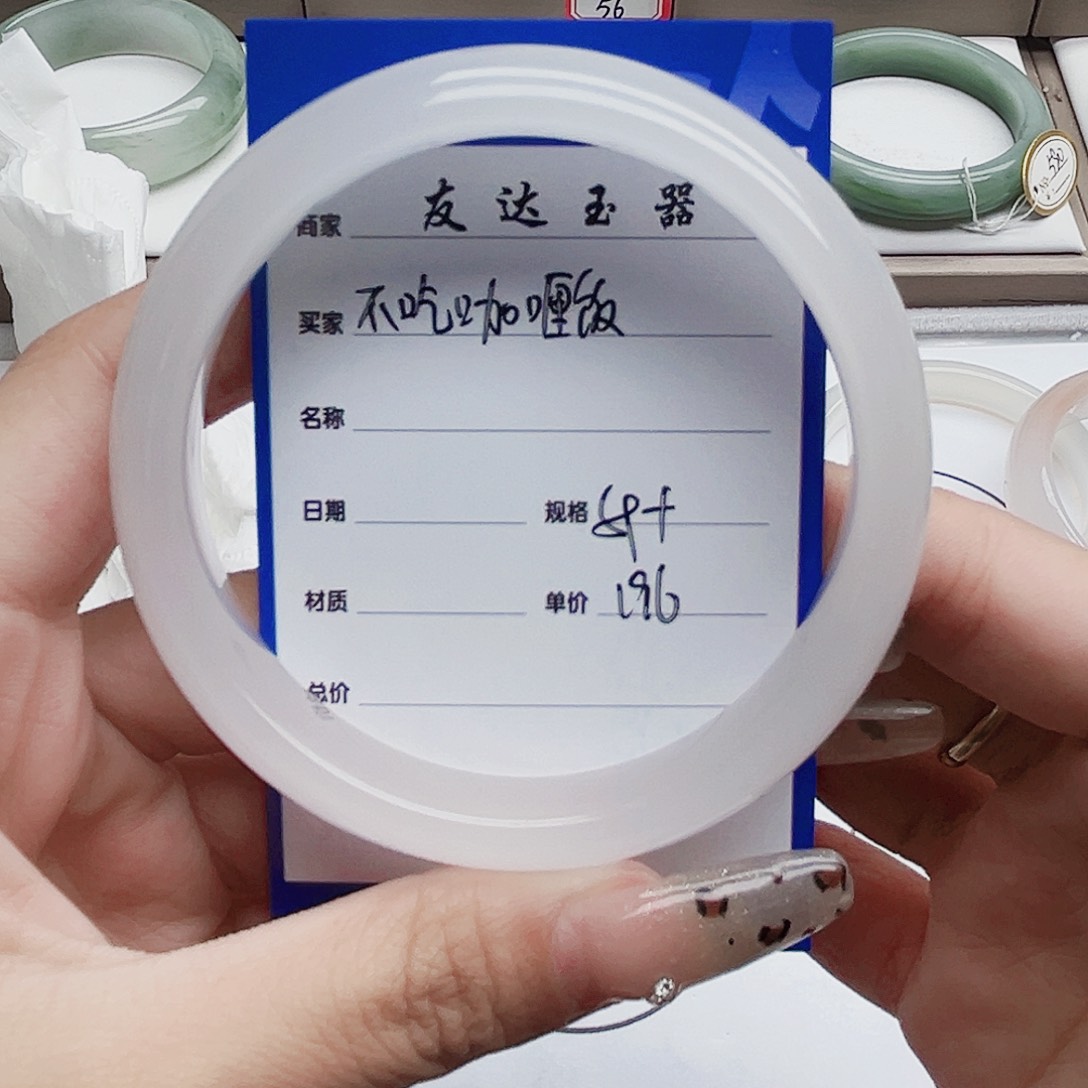 56
商家 友达玉器
买家 不吃咖喱饭
名称
日期 规格
材质 单价 196
总价